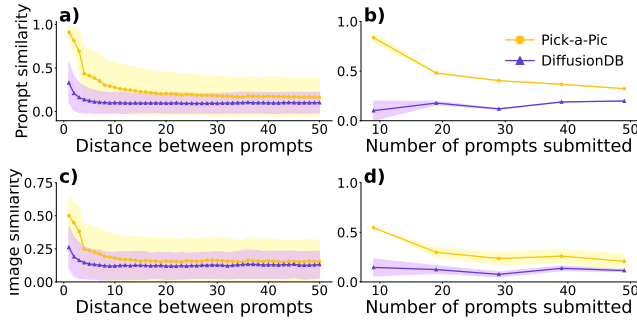 a)
Prompt similarity
1.0
0.5
0.0
0 10 20 30 40 50
Distance between prompts
b)
1.0
0.5
0.0
Pick-a-Pic
DiffusionDB
10 20 30 40 50
Number of prompts submitted
c)
Image similarity
0.75
0.50
0.25
0.00
0 10 20 30 40 50
Distance between prompts
d)
1.0
0.5
0.0
10 20 30 40 50
Number of prompts submitted